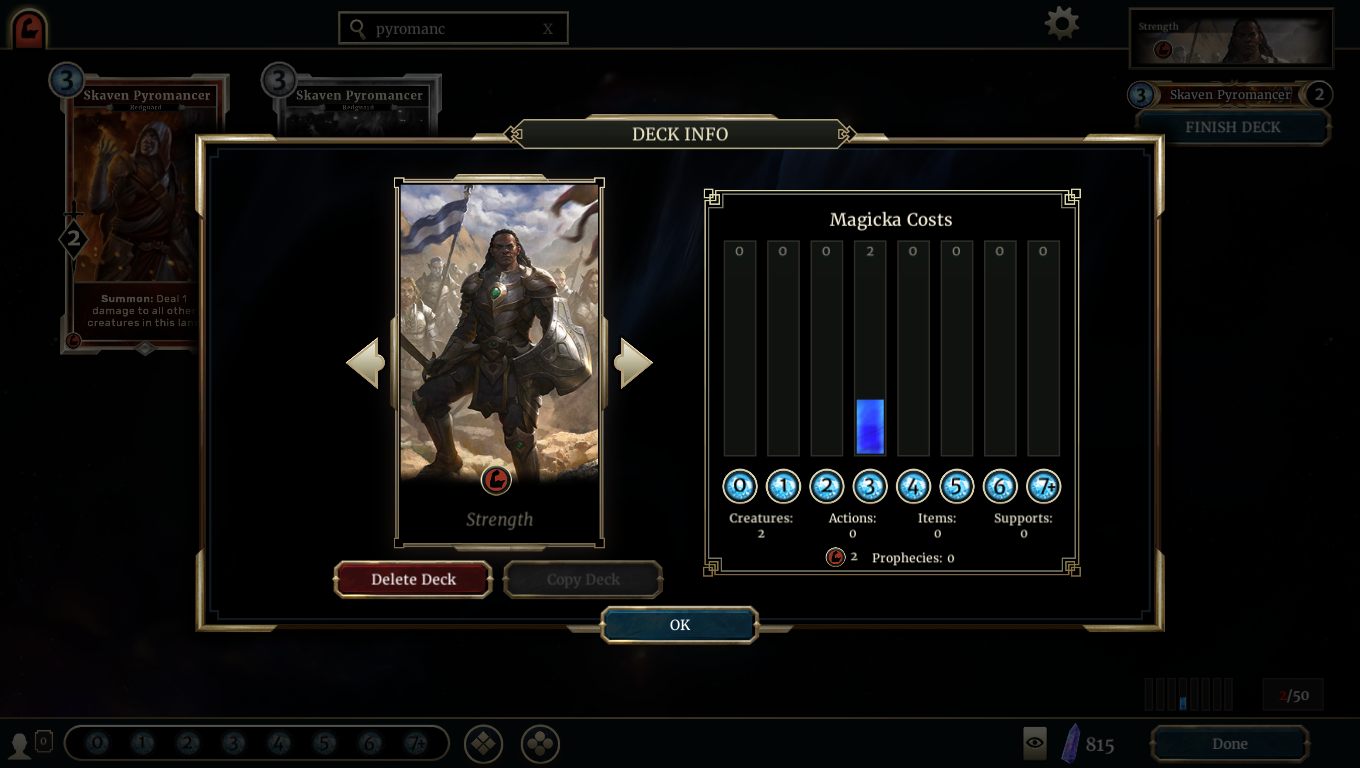 pyromanc X
Strength
3 Skaven Pyromancer
Redguard
3 Skaven Pyromancer
Redguard
3 Skaven Pyromancer 2
FINISH DECK
DECK INFO
2
Summon: Deal 1
damage to all other
creatures in this lan
Strength
Delete Deck
Copy Deck
Magicka Costs
0 0 0 2 0 0 0 0
0 1 2 3 4 5 6 7+
Creatures: Actions: Items: Supports:
2 0 0 0
2 Prophecies: 0
OK
2/50
0
0 1 2 3 4 5 6 7+
815
Done